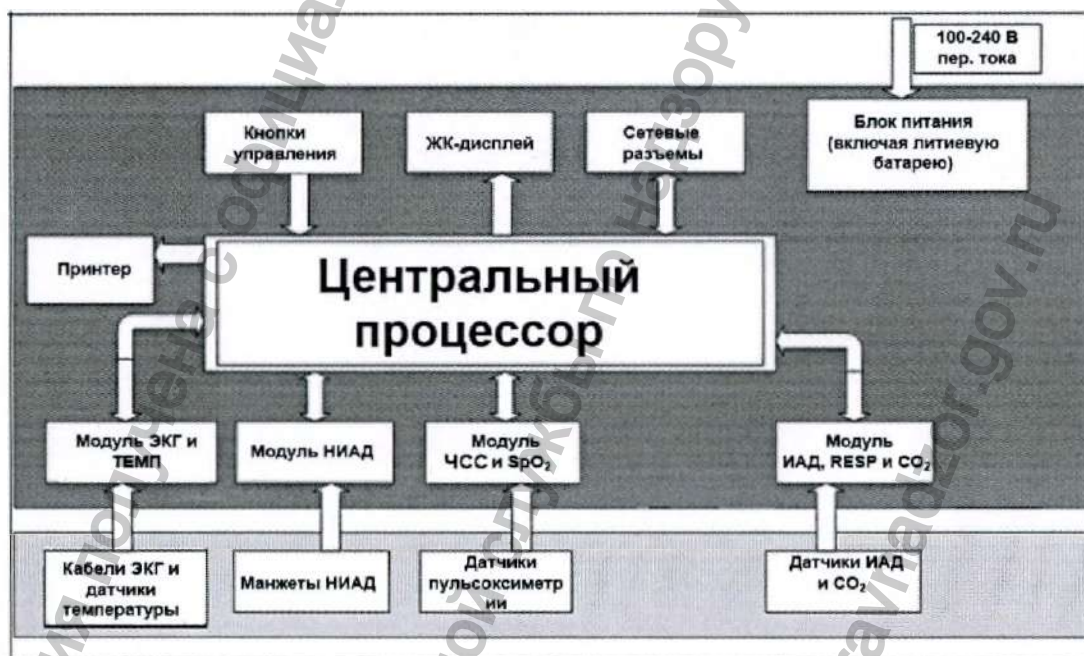 100-240 В
пер. тока
Кнопки
управления
ЖК-дисплей
Сетевые
разъемы
Блок питания
(включая литиевую
батарею)
Принтер
Центральный
процессор
Модуль ЭКГ и
ТЕМП
Модуль НИАД
Модуль
ЧСС и SpO₂
Модуль
ИАД, RESP и CO₂
Кабели ЭКГ и
датчики
температуры
Манжеты НИАД
Датчики
пульсоксиметр
ии
Датчики ИАД
и CO₂